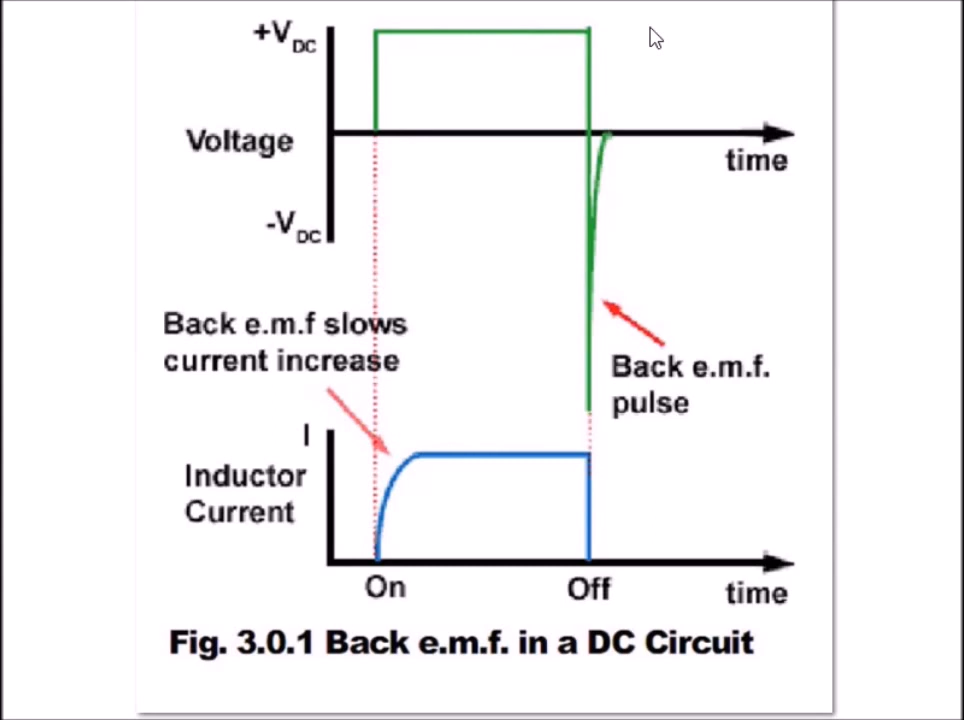 +VDC
Voltage
time
-VDC
Back e.m.f slows
current increase
Back e.m.f.
pulse
I
Inductor
Current
On
Off
time
Fig. 3.0.1 Back e.m.f. in a DC Circuit